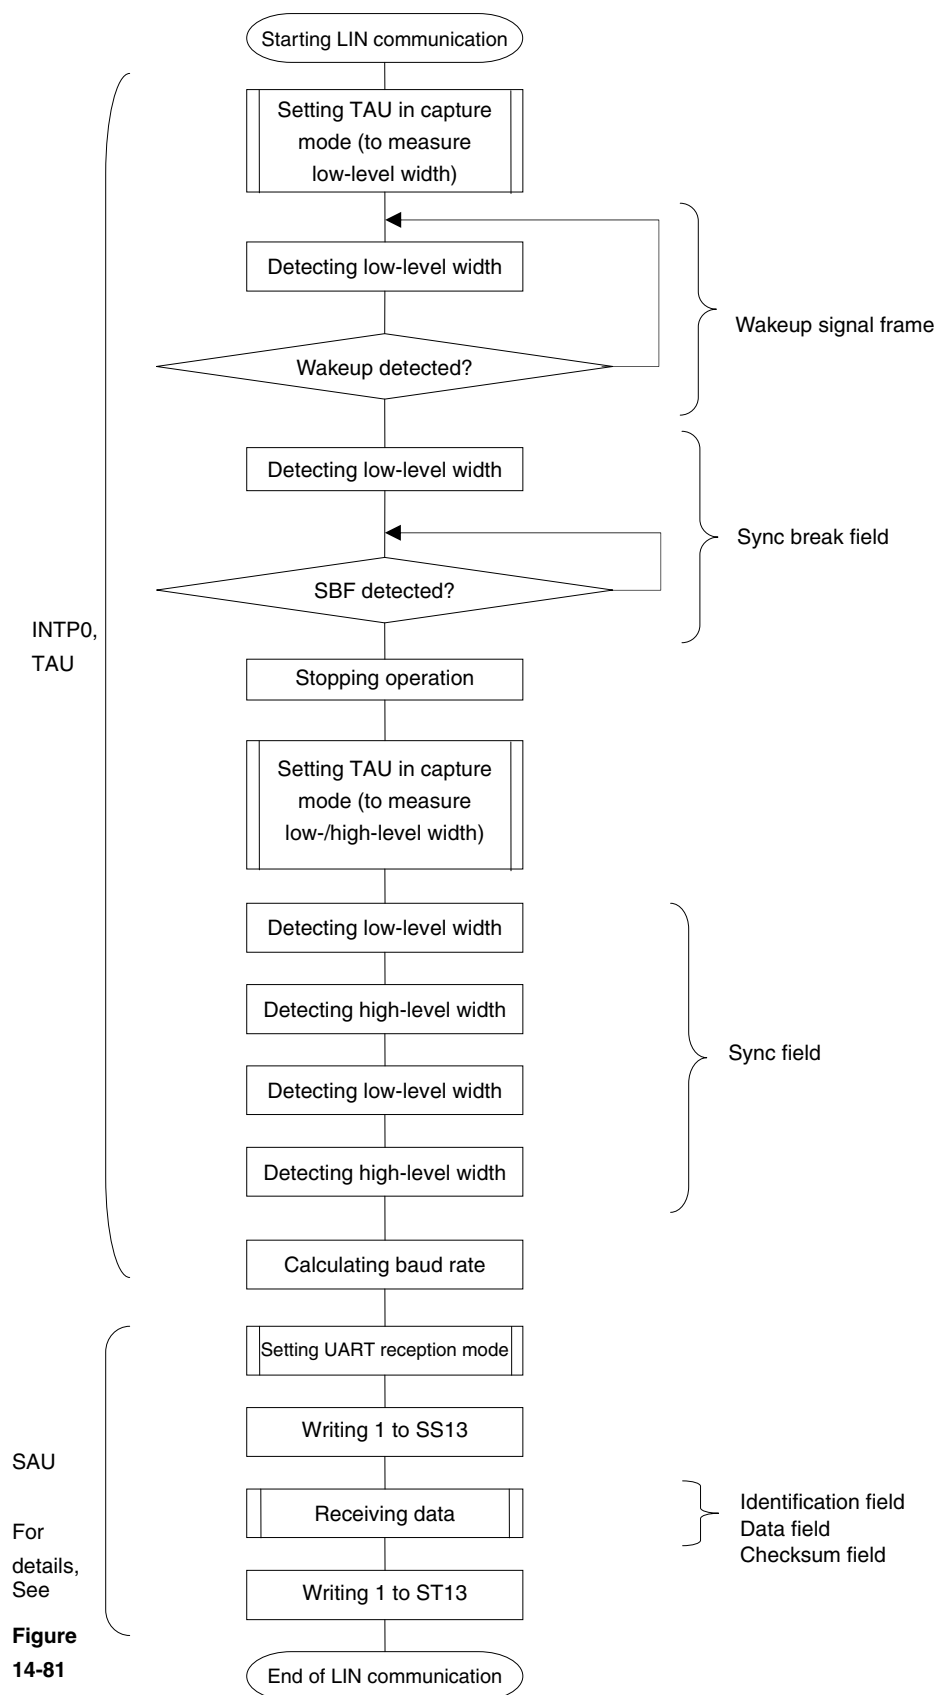 Starting LIN communication
Setting TAU in capture
mode (to measure
low-level width)
Detecting low-level width
Wakeup signal frame
Wakeup detected?
Detecting low-level width
Sync break field
SBF detected?
INTP0,
TAU
Stopping operation
Setting TAU in capture
mode (to measure
low-/high-level width)
Detecting low-level width
Detecting high-level width
Sync field
Detecting low-level width
Detecting high-level width
Calculating baud rate
Setting UART reception mode
Writing 1 to SS13
SAU
Receiving data
Identification field
Data field
Checksum field
For
details,
See
Figure
14-81
Writing 1 to ST13
End of LIN communication